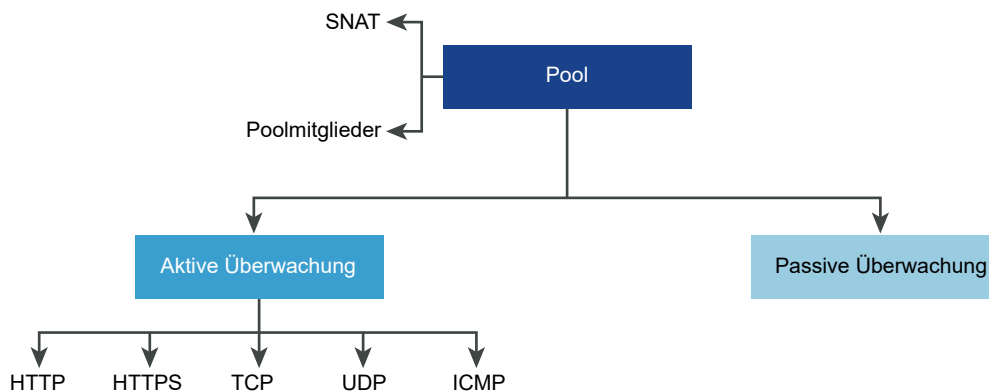 SNAT
Pool
Poolmitglieder
Aktive Überwachung
Passive Überwachung
HTTP
HTTPS
TCP
UDP
ICMP